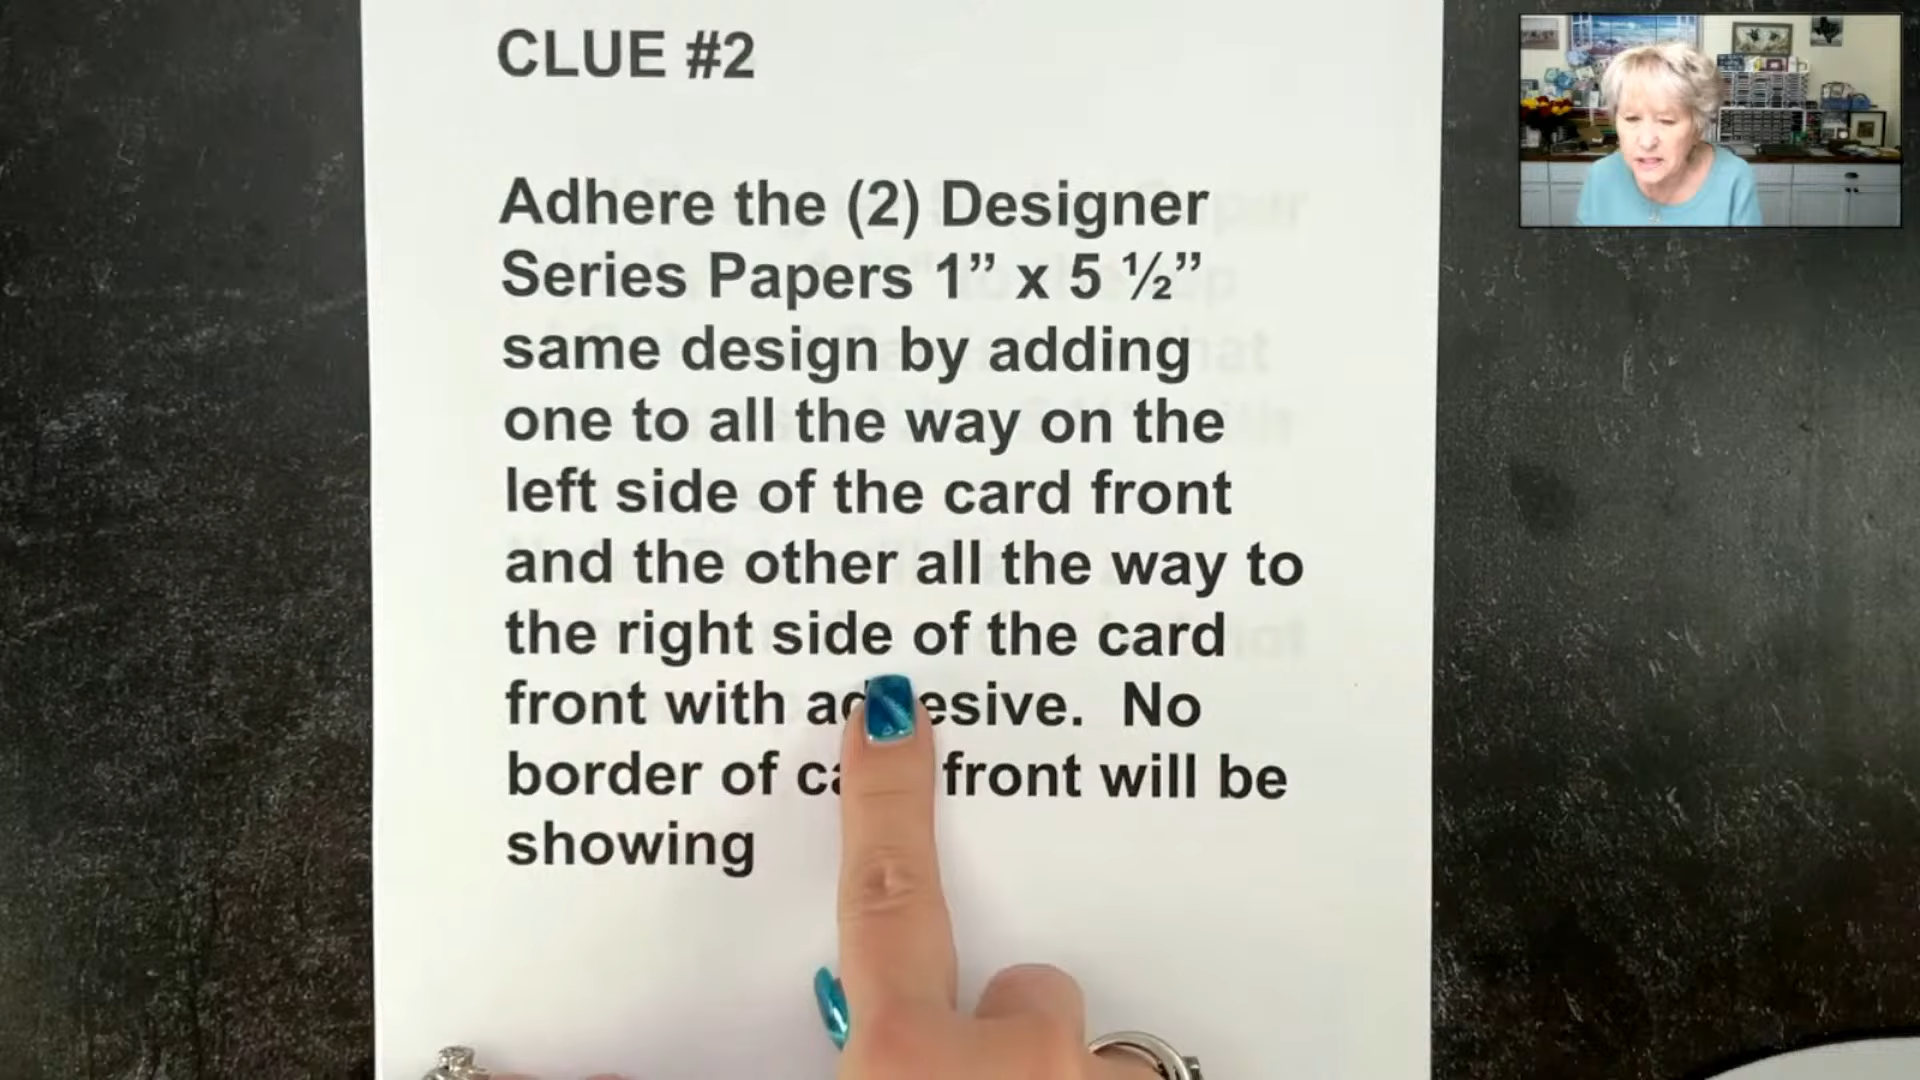 CLUE #2
Adhere the (2) Designer
Series Papers 1” x 5 ½”
same design by adding
one to all the way on the
left side of the card front
and the other all the way to
the right side of the card
front with No
border of front will be
showing